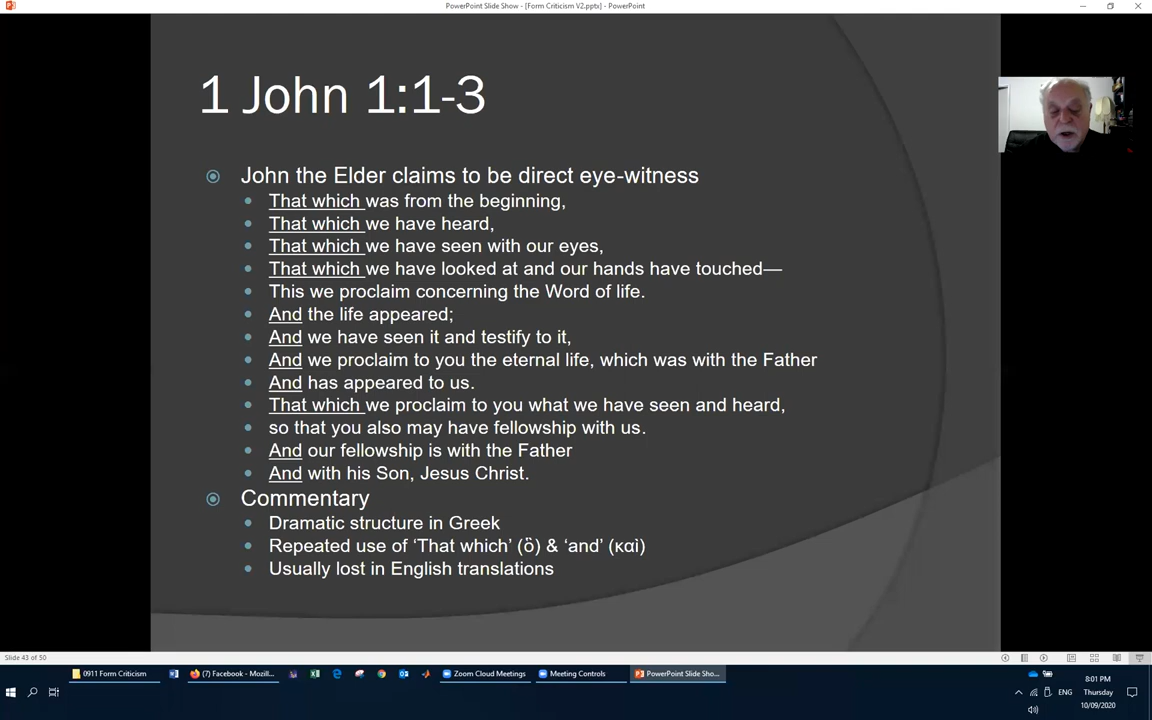 PowerPoint Slide Show - [Form Criticism V2.pptx] - PowerPoint
1 John 1:1-3
John the Elder claims to be direct eye-witness
That which was from the beginning,
That which we have heard,
That which we have seen with our eyes,
That which we have looked at and our hands have touched—
This we proclaim concerning the Word of life.
And the life appeared;
And we have seen it and testify to it,
And we proclaim to you the eternal life, which was with the Father
And has appeared to us.
That which we proclaim to you what we have seen and heard,
so that you also may have fellowship with us.
And our fellowship is with the Father
And with his Son, Jesus Christ.
Commentary
Dramatic structure in Greek
Repeated use of ‘That which’ (ὃ) & ‘and’ (καὶ)
Usually lost in English translations
Slide 43 of 50
0911 Form Criticism
(7) Facebook - Mozill...
Zoom Cloud Meetings
Meeting Controls
PowerPoint Slide Sho...
ENG
8:01 PM
Thursday
10/09/2020